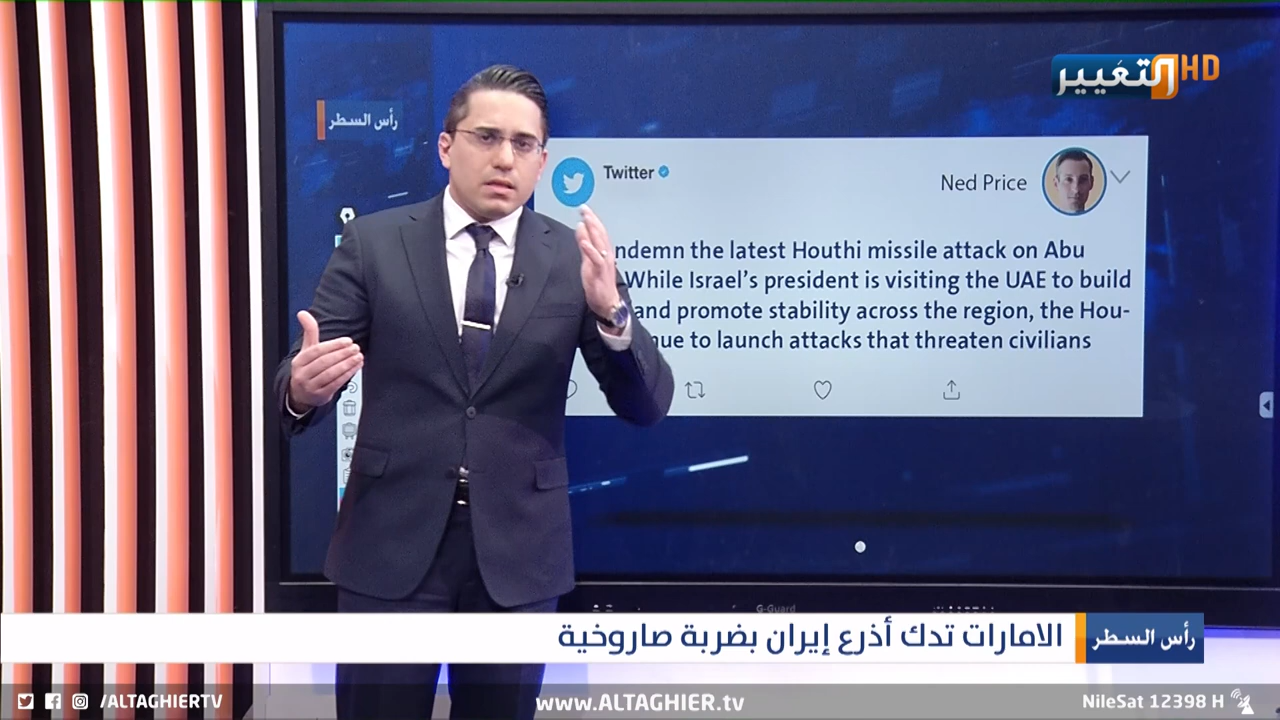 التغيير HD
رأس السطر
Twitter
Ned Price
ndemn the latest Houthi missile attack on Abu
While Israel's president is visiting the UAE to build
and promote stability across the region, the Hou-
nue to launch attacks that threaten civilians
G-Guard
رأس السطر
الامارات تدك أذرع إيران بضربة صاروخية
/ALTAGHIERTV
www.ALTAGHIER.tv
NileSat 12398 H